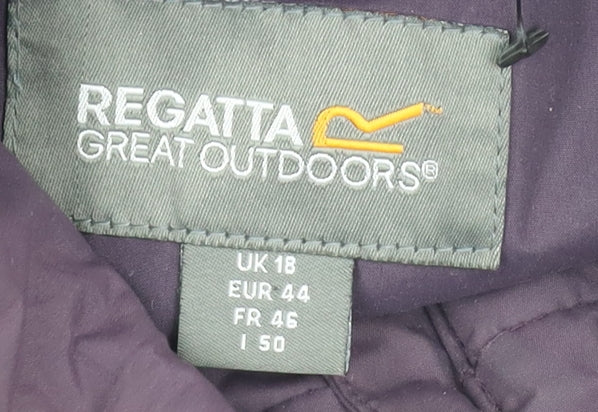 REGATTA
GREAT OUTDOORS®
UK 18
EUR 44
FR 46
I 50